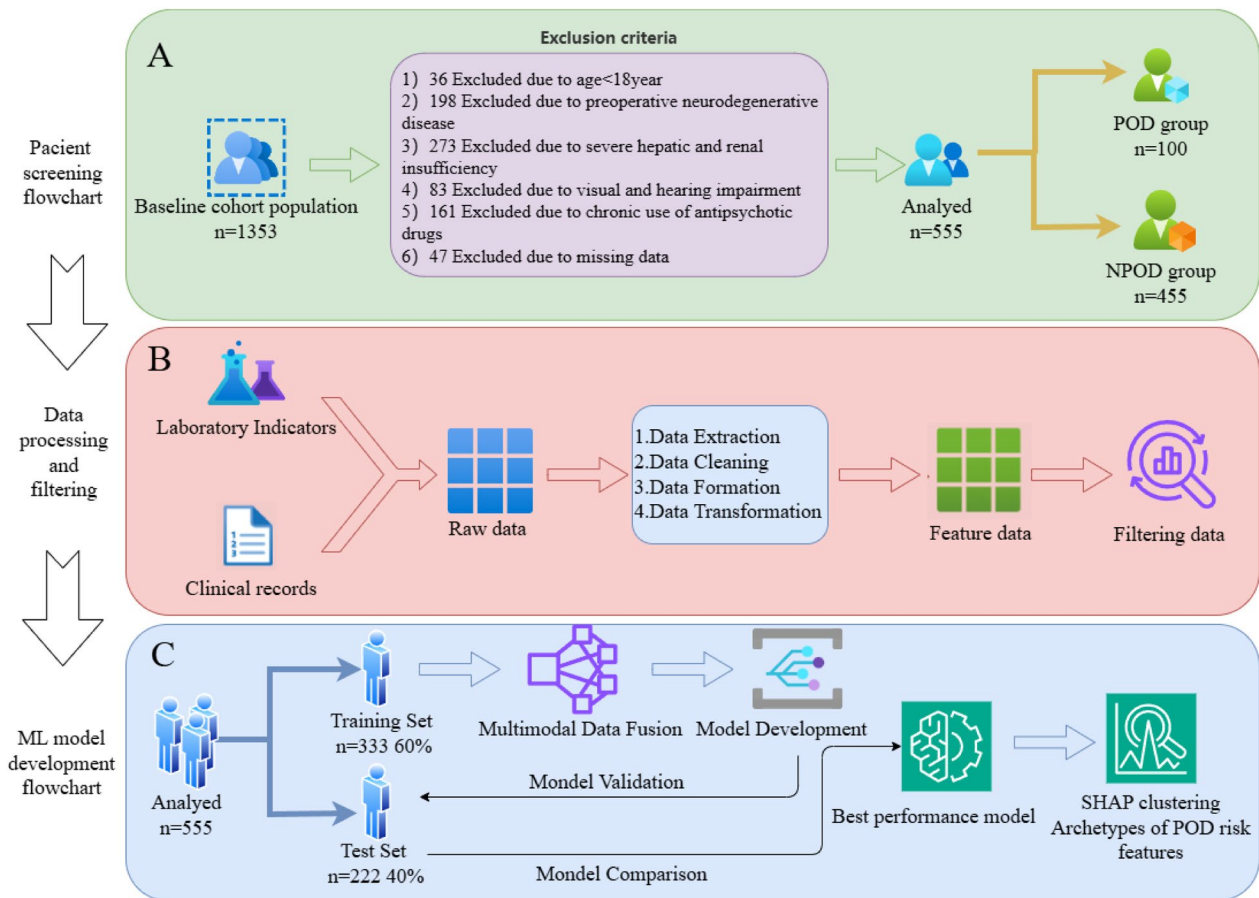 Pacient
screening
flowchart
Data
processing
and
filtering
ML model
development
flowchart
A
Baseline cohort population
n=1353
Exclusion criteria
1) 36 Excluded due to age<18year
2) 198 Excluded due to preoperative neurodegenerative
disease
3) 273 Excluded due to severe hepatic and renal
insufficiency
4) 83 Excluded due to visual and hearing impairment
5) 161 Excluded due to chronic use of antipsychotic
drugs
6) 47 Excluded due to missing data
Analyed
n=555
POD group
n=100
NPOD group
n=455
B
Laboratory Indicators
1
2
3
Clinical records
Raw data
1.Data Extraction
2.Data Cleaning
3.Data Formation
4.Data Transformation
Feature data
Filtering data
C
Analyed
n=555
Training Set
n=333 60%
Test Set
n=222 40%
Multimodal Data Fusion
Model Development
Mondel Validation
Mondel Comparison
Best performance model
SHAP clustering
Archetypes of POD risk
features